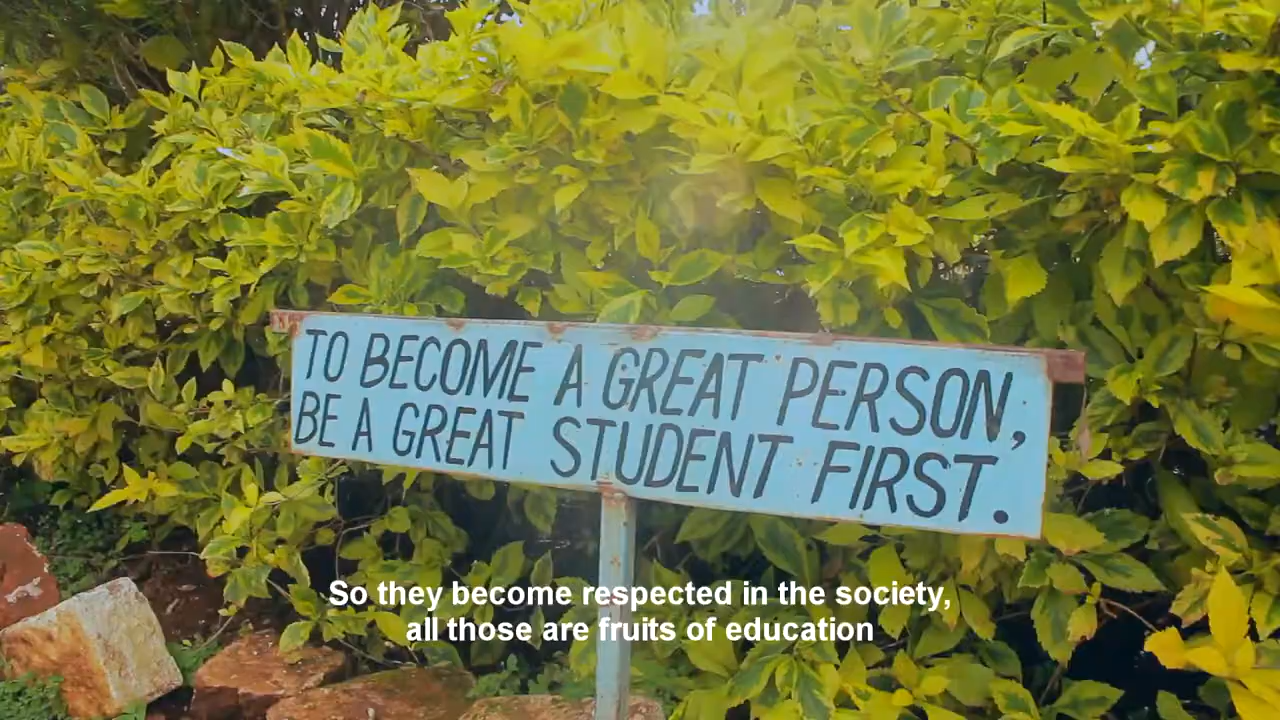 TO BECOME A GREAT PERSON,
BE A GREAT STUDENT FIRST.
So they become respected in the society,
all those are fruits of education